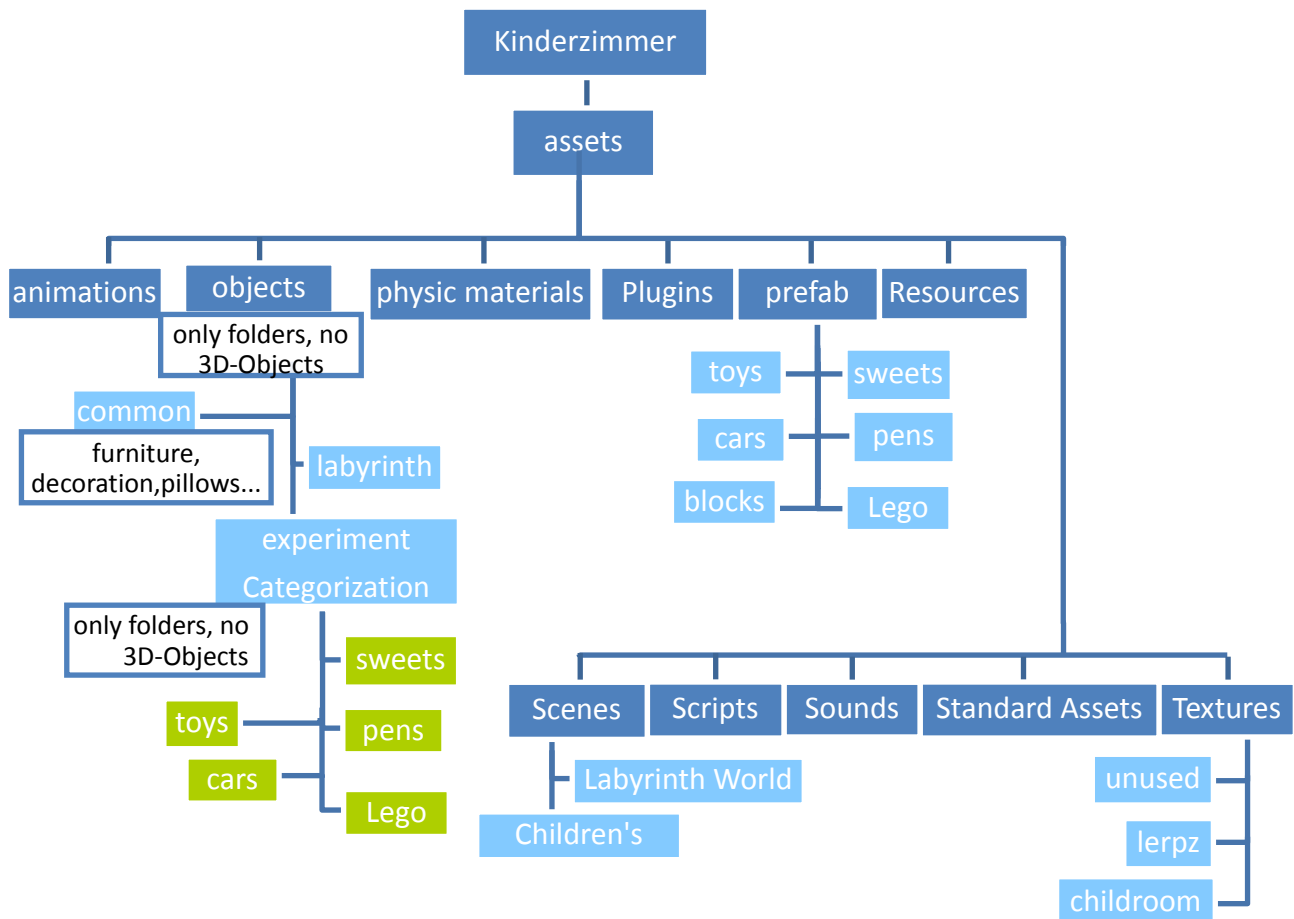 Kinderzimmer
assets
animations
objects
physic materials
Plugins
prefab
Resources
only folders, no
3D-Objects
common
furniture,
decoration,pillows...
labyrinth
experiment
Categorization
only folders, no
3D-Objects
sweets
toys
pens
cars
Lego
toys
sweets
cars
pens
blocks
Lego
Scenes
Scripts
Sounds
Standard Assets
Textures
Labyrinth World
Children's
unused
lerpz
childroom